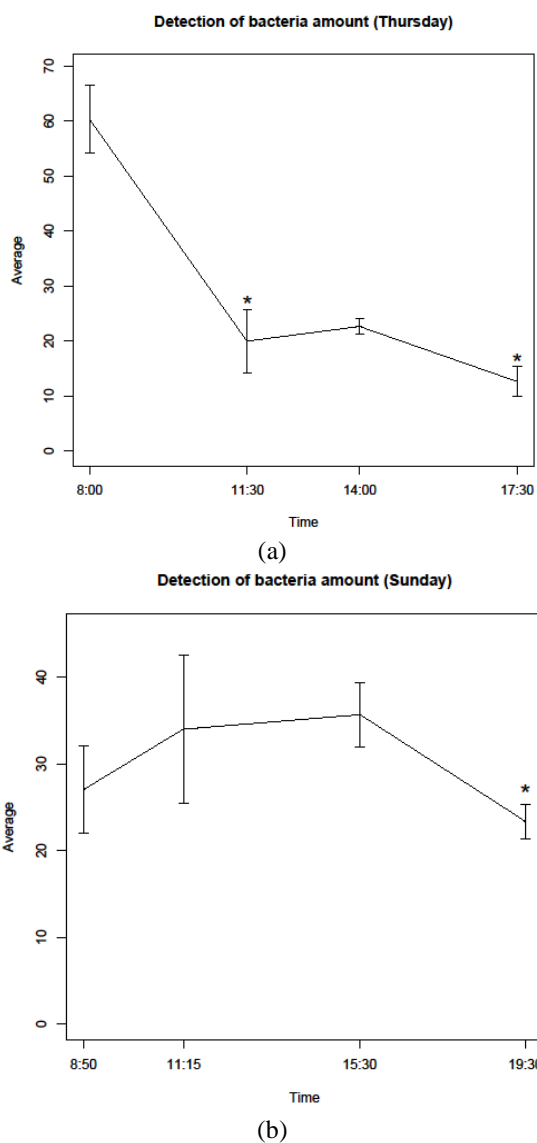 Detection of bacteria amount (Thursday)
70
60
50
40
30
20
10
0
Average
*
*
8:00 11:30 14:00 17:30
Time
(a)
Detection of bacteria amount (Sunday)
40
30
20
10
0
Average
*
8:50 11:15 15:30 19:30
Time
(b)